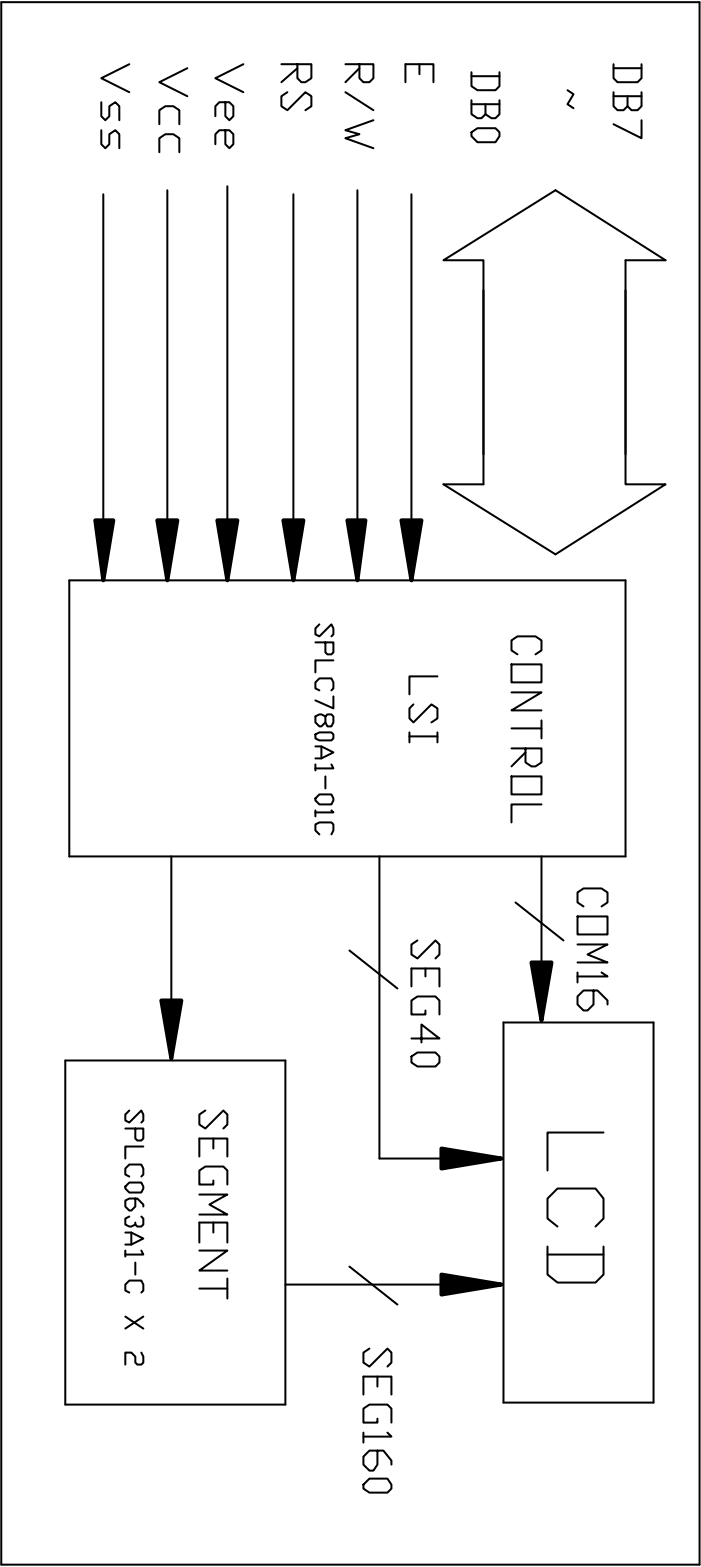 DB7
~
DB0
E
R/W
RS
Vee
Vcc
Vss
CONTROL
LSI
SPLC780A1-01C
COM16
SEG40
LCD
SEGMENT
SPLC063A1-C X 2
SEG160